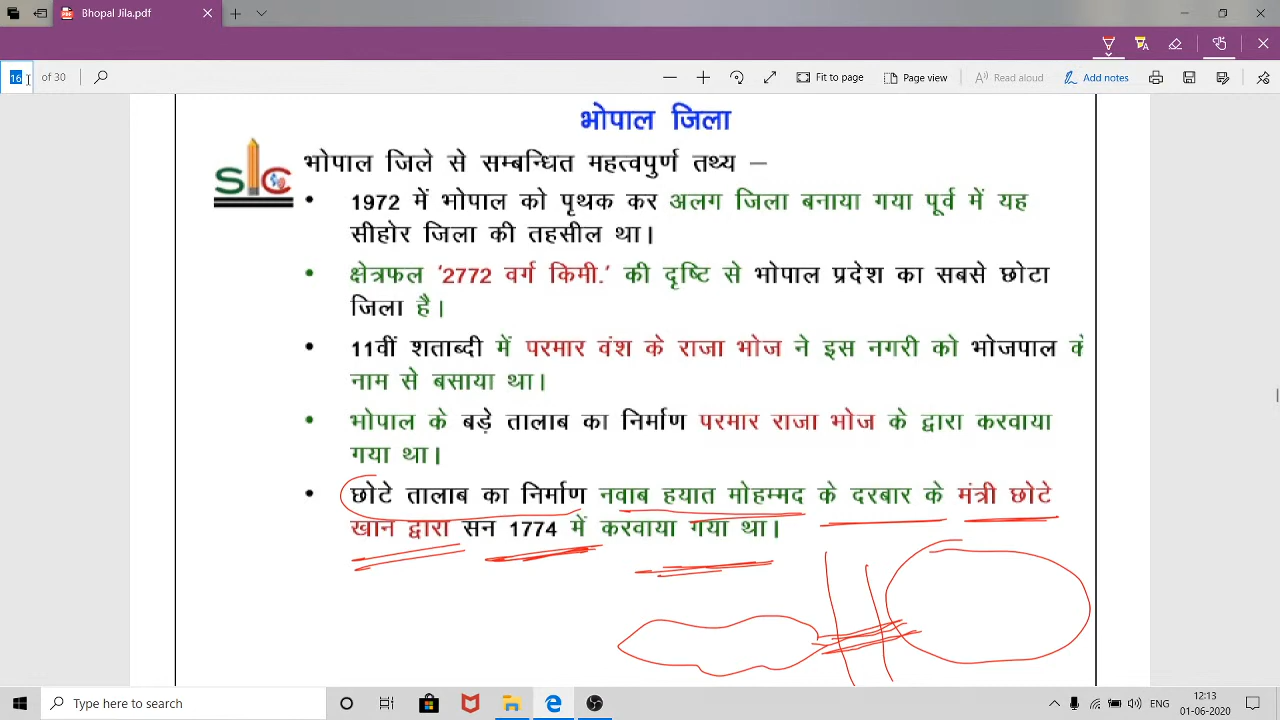 Bhopal Jila.pdf
16 of 30
Fit to page
Page view
Read aloud
Add notes
भोपाल जिला
SLC
भोपाल जिले से सम्बन्धित महत्वपुर्ण तथ्य –
• 1972 में भोपाल को पृथक कर अलग जिला बनाया गया पूर्व में यह
सीहोर जिला की तहसील था।
• क्षेत्रफल '2772 वर्ग किमी.' की दृष्टि से भोपाल प्रदेश का सबसे छोटा
जिला है।
• 11वीं शताब्दी में परमार वंश के राजा भोज ने इस नगरी को भोजपाल के
नाम से बसाया था।
• भोपाल के बड़े तालाब का निर्माण परमार राजा भोज के द्वारा करवाया
गया था।
• छोटे तालाब का निर्माण नवाब हयात मोहम्मद के दरबार के मंत्री छोटे
खान द्वारा सन 1774 में करवाया गया था।
Type here to search
ENG
12:13
01-06-2020